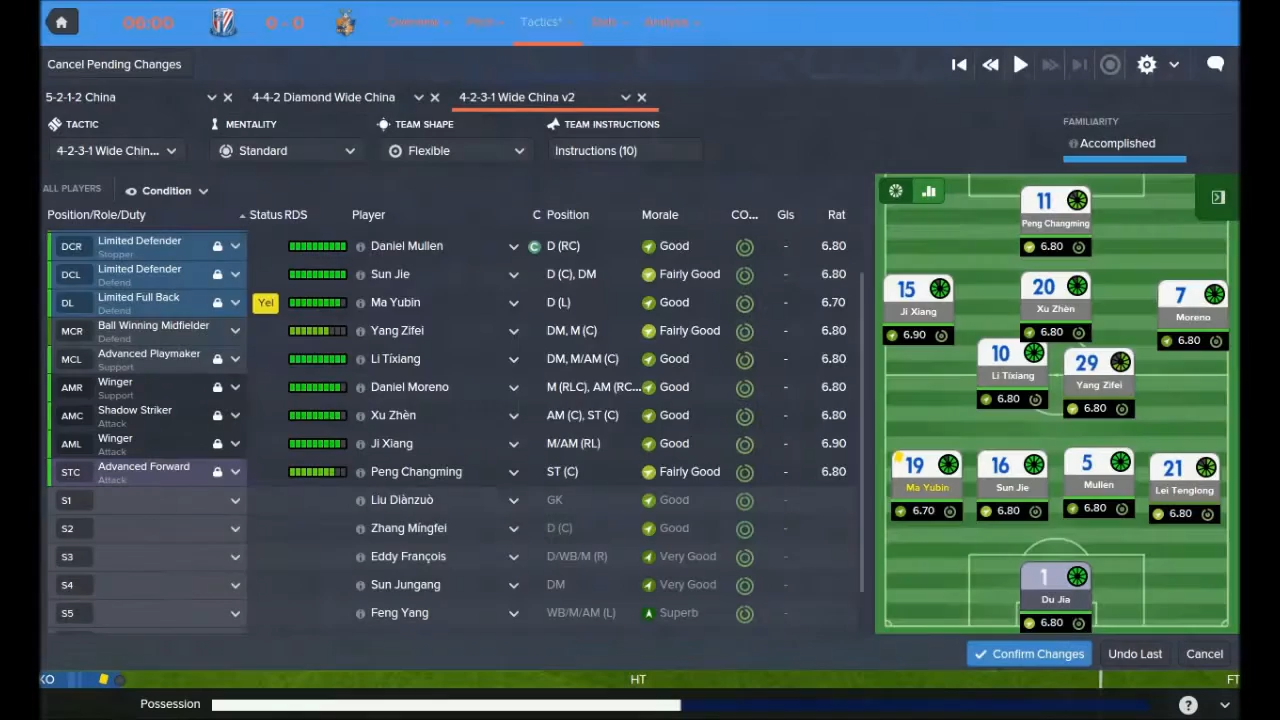 06:00 0 - 0 Overview Pitch Tactics* Stats Analysis
Cancel Pending Changes
5-2-1-2 China 4-4-2 Diamond Wide China 4-2-3-1 Wide China v2
TACTIC MENTALITY TEAM SHAPE TEAM INSTRUCTIONS FAMILIARITY
4-2-3-1 Wide Chin... Standard Flexible Instructions (10) Accomplished
ALL PLAYERS Condition
Position/Role/Duty Status RDS Player C Position Morale CO... Gls Rat
DCR Limited Defender Daniel Mullen C D (RC) Good - 6.80
Stopper
DCL Limited Defender Sun Jie D (C), DM Fairly Good - 6.80
Defend
DL Limited Full Back Yel Ma Yubin D (L) Good - 6.70
Defend
MCR Ball Winning Midfielder Yang Zifei DM, M (C) Fairly Good - 6.80
Defend
MCL Advanced Playmaker Li Tíxiang DM, M/AM (C) Good - 6.80
Support
AMR Winger Daniel Moreno M (RLC), AM (RC... Good - 6.80
Support
AMC Shadow Striker Xu Zhèn AM (C), ST (C) Good - 6.80
Attack
AML Winger Ji Xiang M/AM (RL) Good - 6.90
Attack
STC Advanced Forward Peng Changming ST (C) Fairly Good - 6.80
Attack
S1 Liu Diànzuò GK Good -
S2 Zhang Míngfei D (C) Good -
S3 Eddy François D/WB/M (R) Very Good -
S4 Sun Jungang DM Very Good -
S5 Feng Yang WB/M/AM (L) Superb -
11
Peng Changming
6.80
15 20 7
Ji Xiang Xu Zhèn Moreno
6.90 6.80 6.80
10 29
Li Tíxiang Yang Zifei
6.80 6.80
19 16 5 21
Ma Yubin Sun Jie Mullen Lei Tenglong
6.70 6.80 6.80 6.80
1
Du Jia
6.80
Confirm Changes Undo Last Cancel
KO HT FT
Possession ?